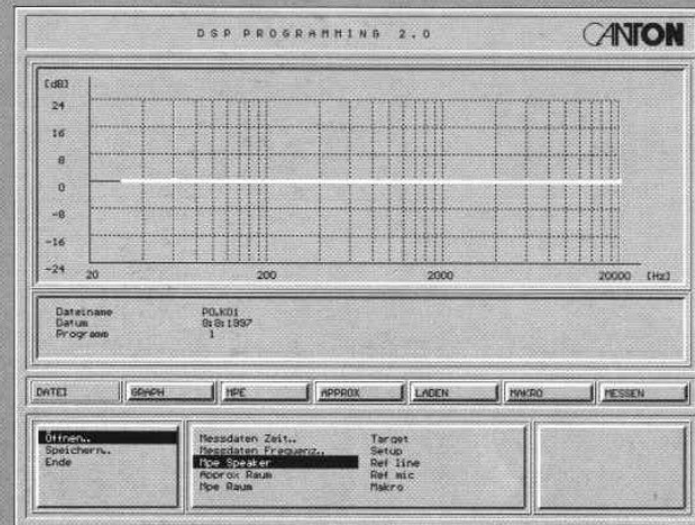 DSP PROGRAMMING 2.0
CANTON
[dB]
24
16
8
0
-8
-16
-24
20 200 2000 20000 [Hz]
Dateiname PO.K01
Datum 8:8:1997
Programm 1
DATEI GRAPH MPE APPROX LADEN MAKRO MESSEN
Öffnen..
Speichern..
Ende
Messdaten Zeit.. Target
Messdaten Frequenz.. Setup
Mpe Speaker Ref line
Approx Raum Ref mic
Mpe Raum Makro